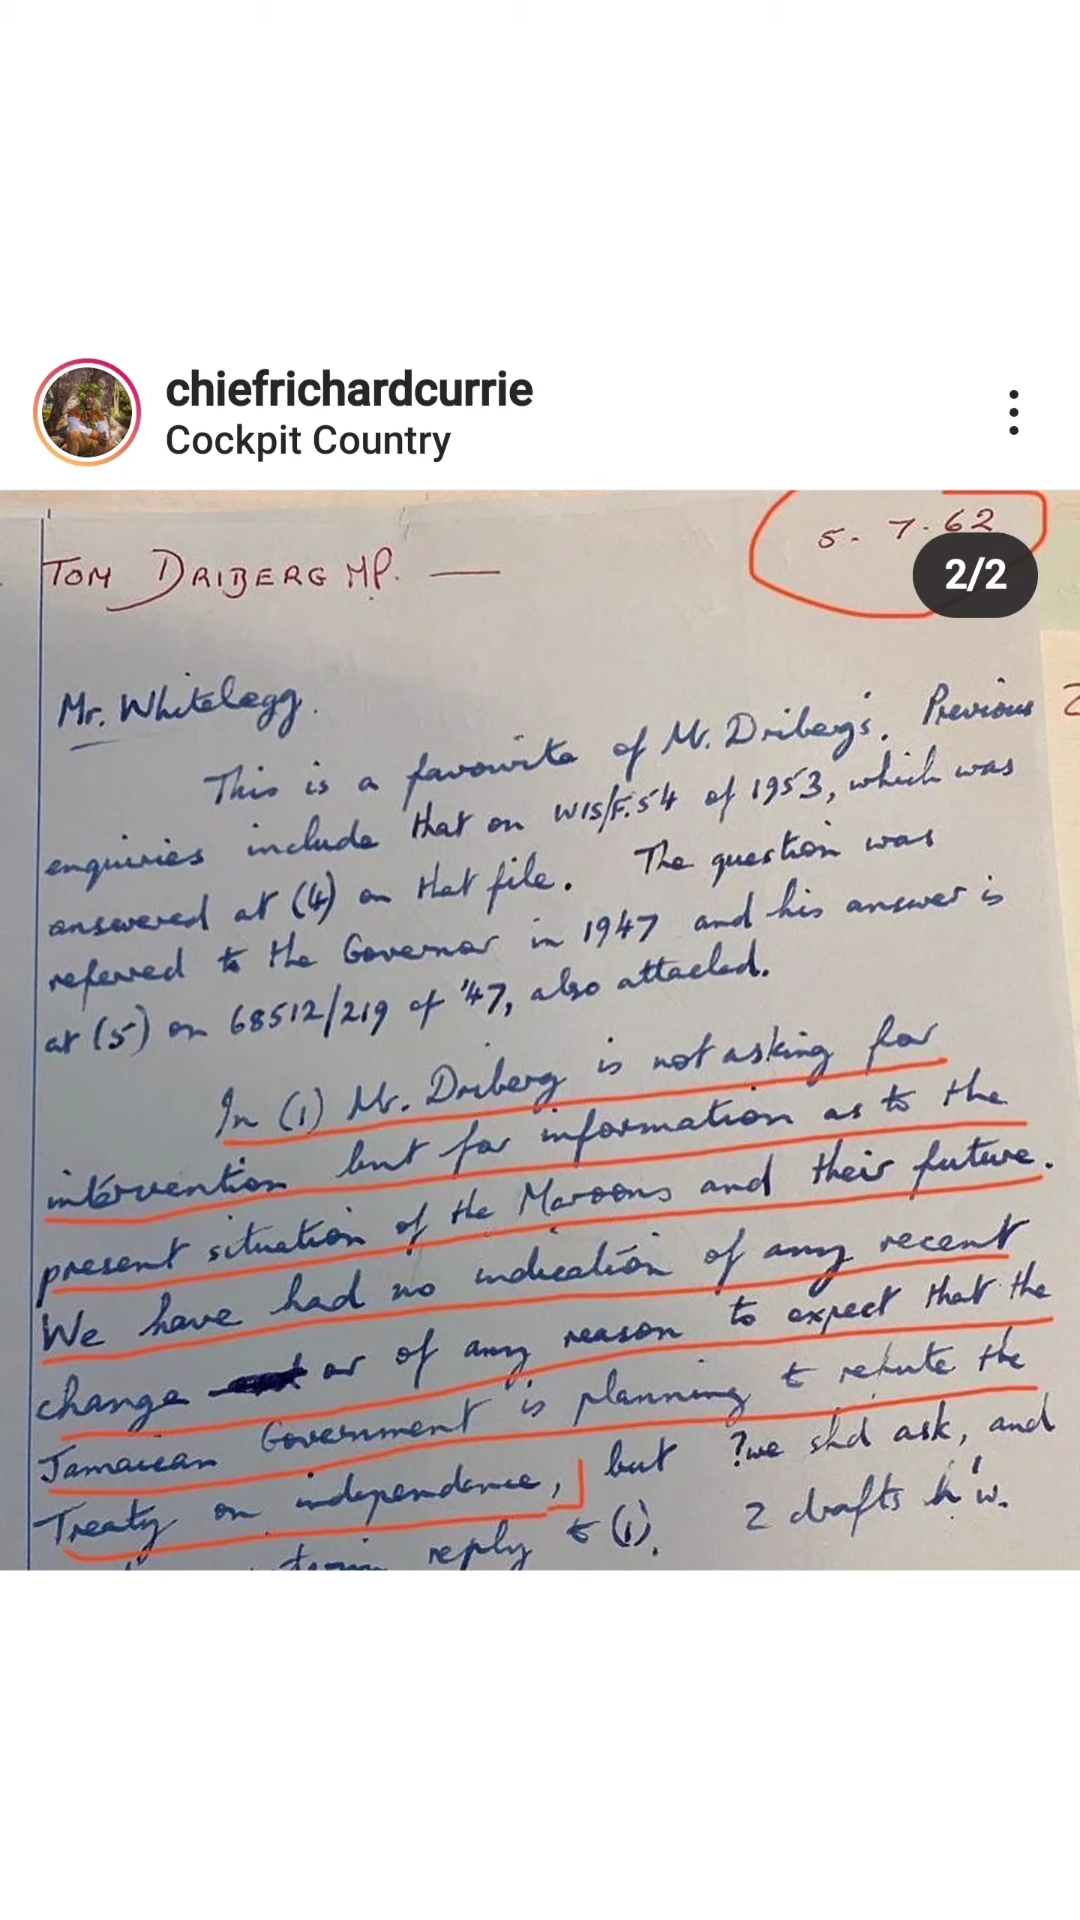 chiefrichardcurrie
Cockpit Country
5. 7. 62
2/2
TOM DRIBERG MP. —
Mr. Whitelegg.
This is a favourite of Mr. Driberg's. Previous
enquiries include that on WIS/F.54 of 1953, which was
answered at (4) on that file. The question was
referred to the Governor in 1947 and his answer is
at (5) on 68512/219 of '47, also attached.
In (1) Mr. Driberg is not asking for
intervention but for information as to the
present situation of the Maroons and their future.
We have had no indication of any recent
change or of any reason to expect that the
Jamaican Government is planning to refute the
Treaty on independence, but ?we shd ask, and
reply to (1). 2 drafts h'w.